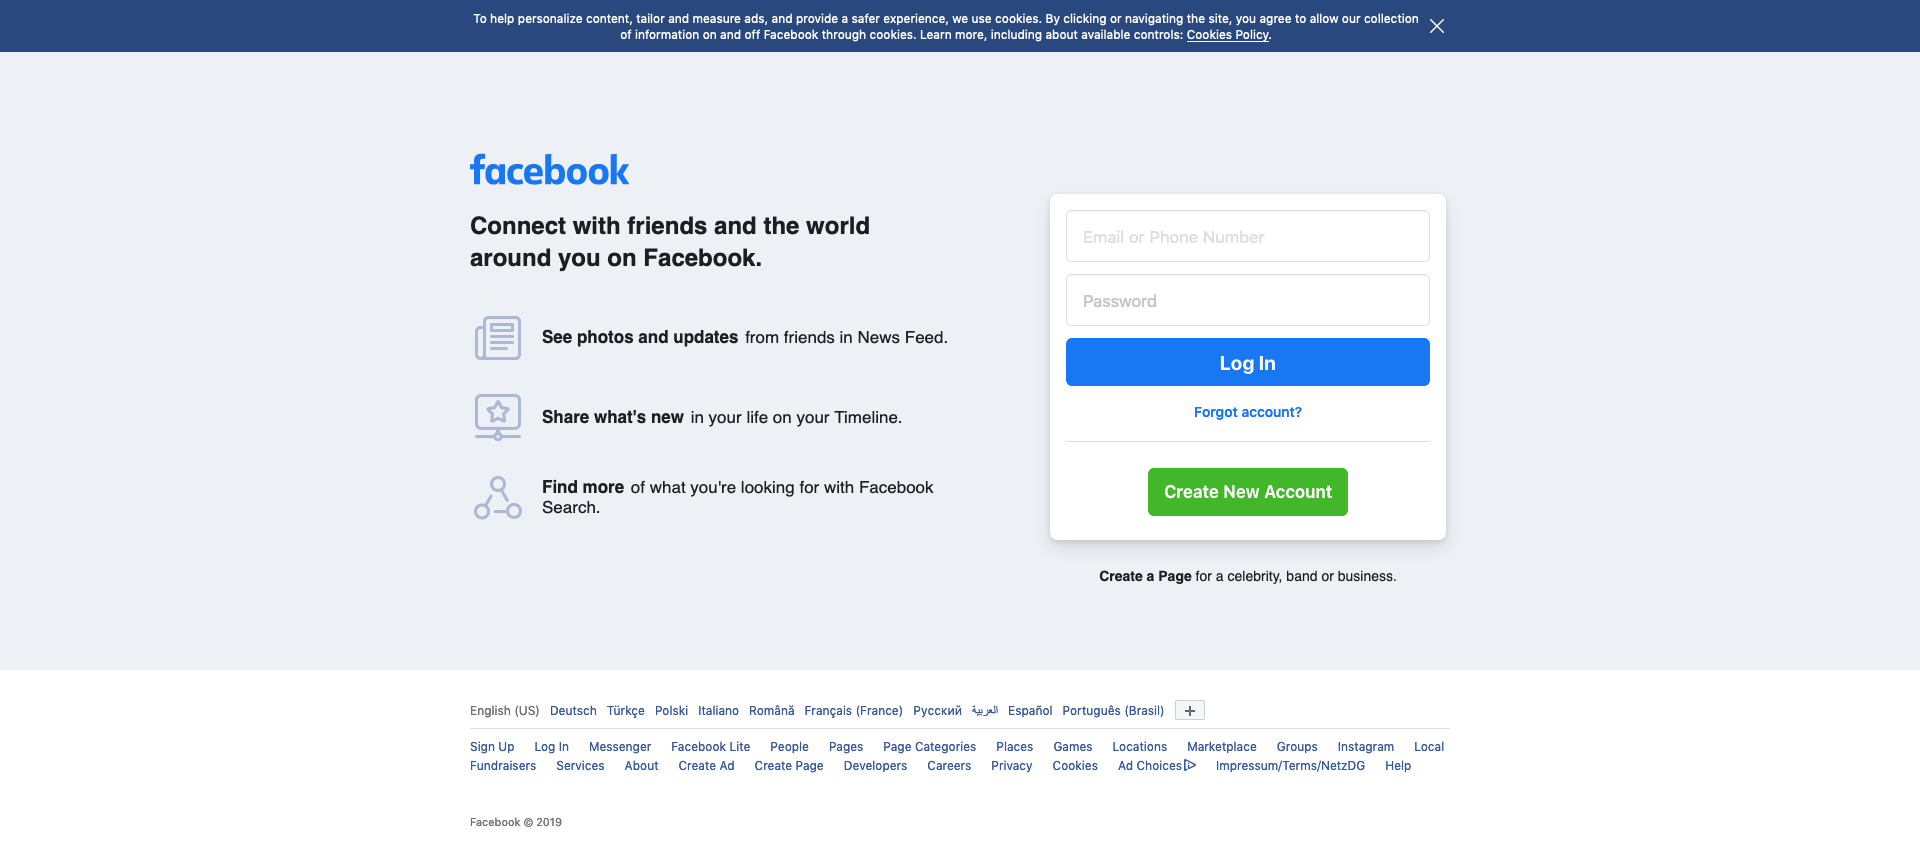 To help personalize content, tailor and measure ads, and provide a safer experience, we use cookies. By clicking or navigating the site, you agree to allow our collection
of information on and off Facebook through cookies. Learn more, including about available controls: Cookies Policy.
facebook
Connect with friends and the world
around you on Facebook.
See photos and updates from friends in News Feed.
Share what's new in your life on your Timeline.
Find more of what you're looking for with Facebook
Search.
Email or Phone Number
Password
Log In
Forgot account?
Create New Account
Create a Page for a celebrity, band or business.
English (US) Deutsch Türkçe Polski Italiano Română Français (France) Русский العربية Español Português (Brasil)
Sign Up Log In Messenger Facebook Lite People Pages Page Categories Places Games Locations Marketplace Groups Instagram Local
Fundraisers Services About Create Ad Create Page Developers Careers Privacy Cookies Ad Choices Impressum/Terms/NetzDG Help
Facebook © 2019